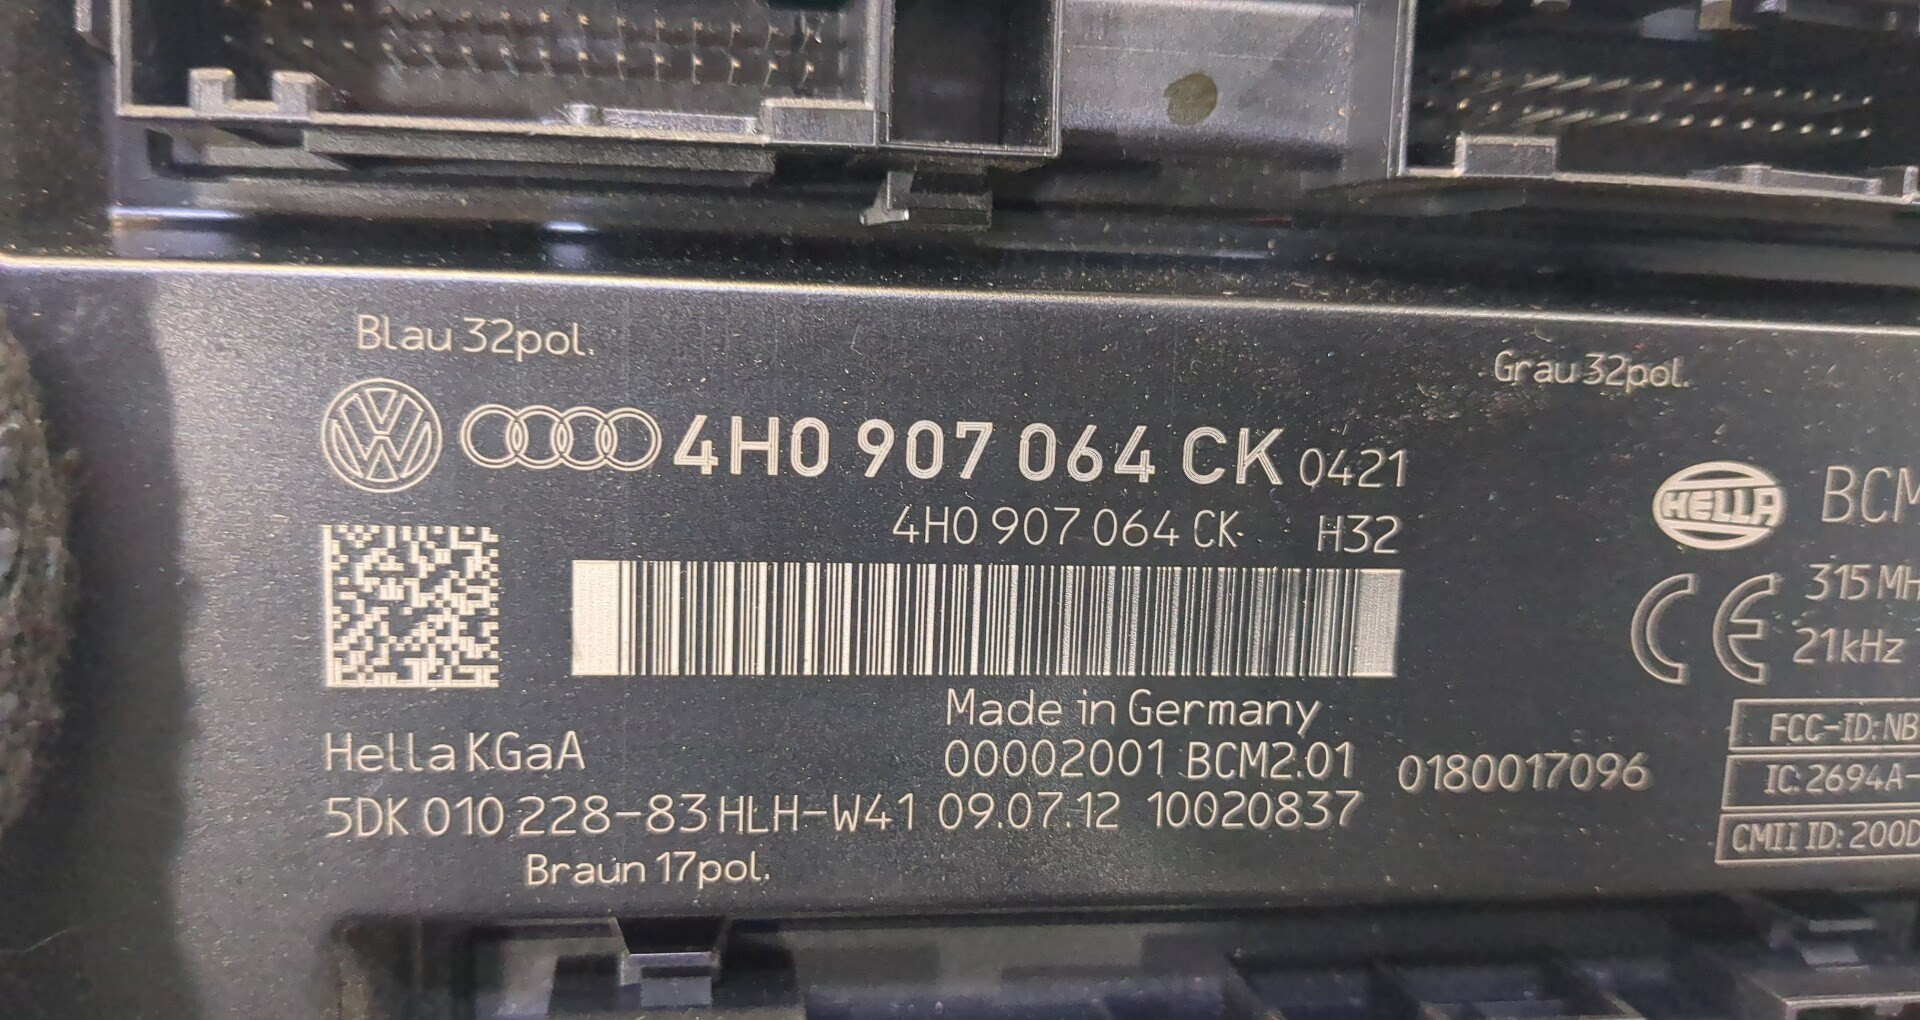 Blau 32pol.
Grau 32pol.
4H0 907 064 CK 0421
4H0 907 064 CK H32
HELLA BCM
315 MH
21kHz
Made in Germany
Hella KGaA
00002001 BCM2.01 0180017096
5DK 010 228-83 HLH-W41 09.07.12 10020837
Braun 17pol.
FCC-ID: NB
IC: 2694A-
CMII ID: 200D